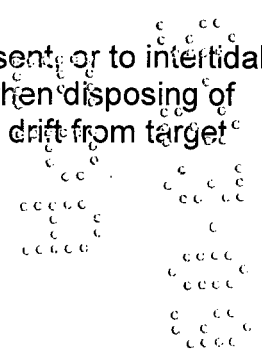 sent, or to intertidal
hen disposing of
drift from target